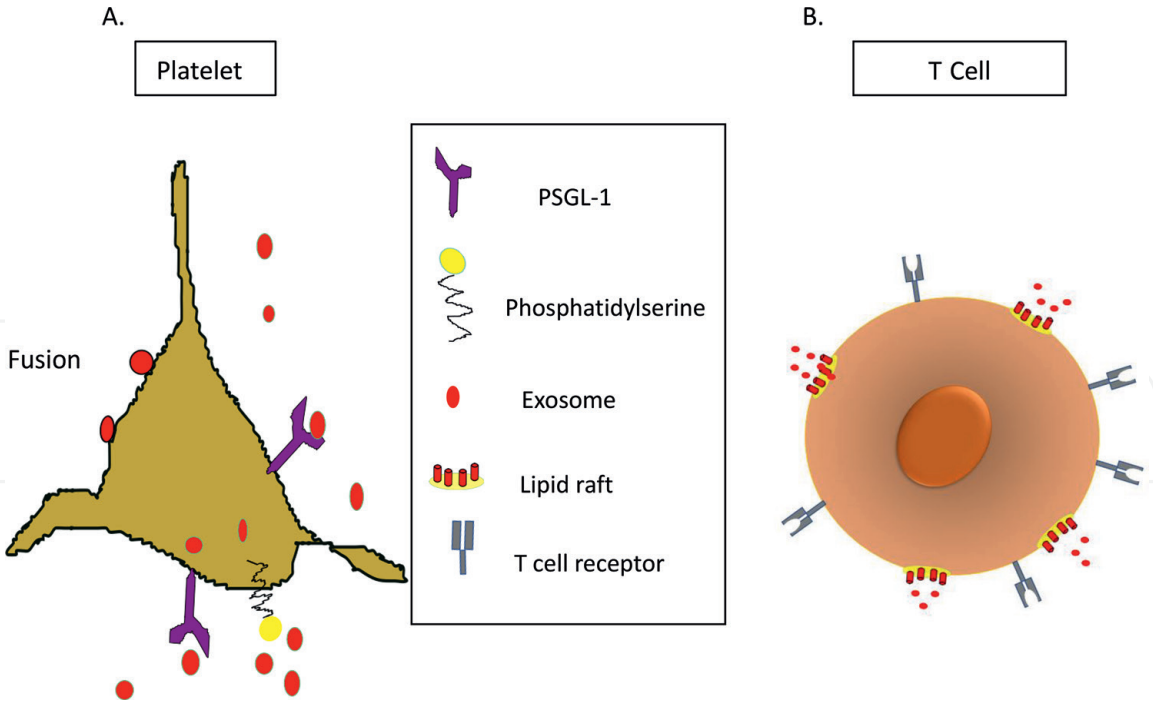 A.
B.
Platelet
T Cell
PSGL-1
Phosphatidylserine
Fusion
Exosome
Lipid raft
T cell receptor